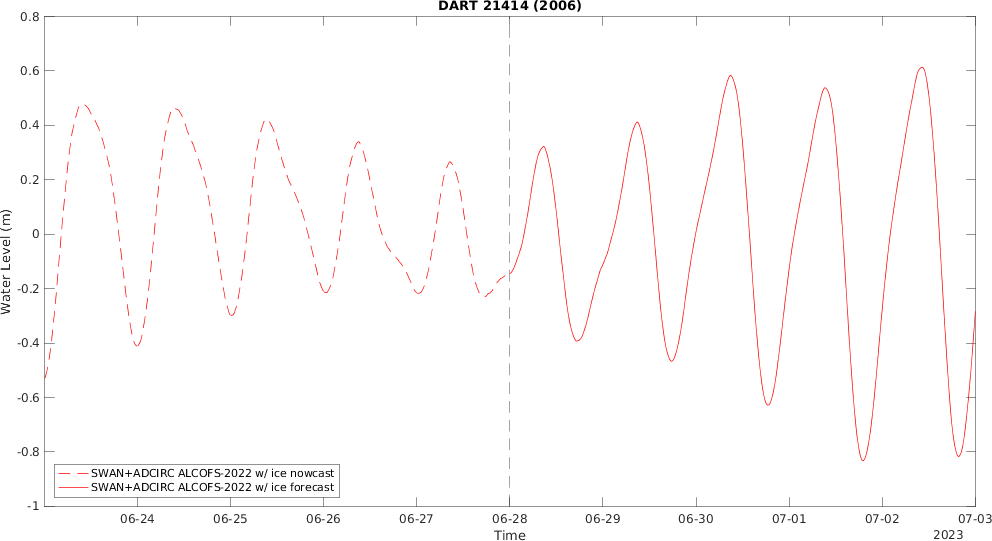 DART 21414 (2006)
0.8
0.6
0.4
0.2
0
-0.2
-0.4
-0.6
-0.8
-1
Water Level (m)
SWAN+ADCIRC ALCOFS-2022 w/ ice nowcast
SWAN+ADCIRC ALCOFS-2022 w/ ice forecast
06-24 06-25 06-26 06-27 06-28 06-29 06-30 07-01 07-02 07-03
Time
2023